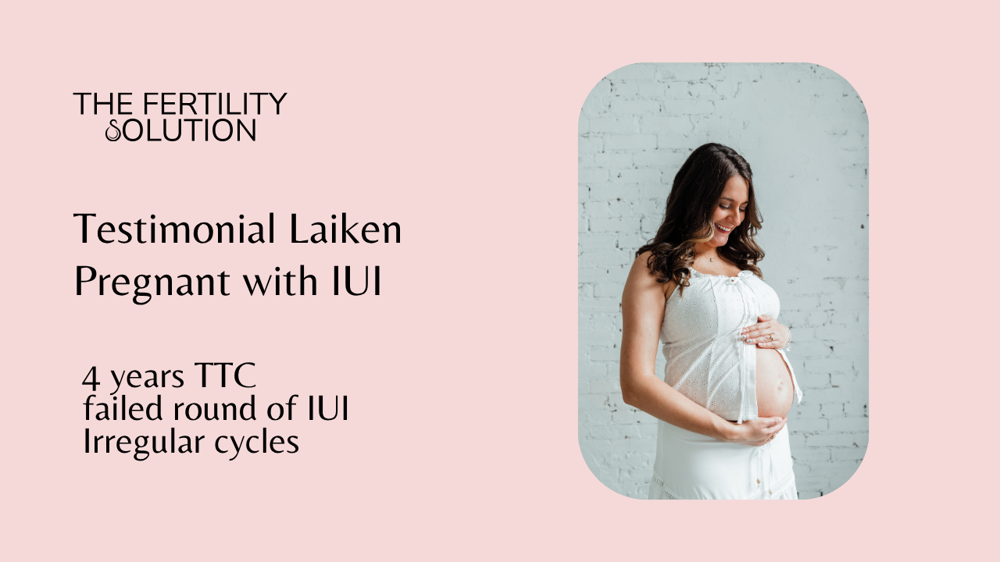 THE FERTILITY
SOLUTION
Testimonial Laiken
Pregnant with IUI
4 years TTC
failed round of IUI
Irregular cycles